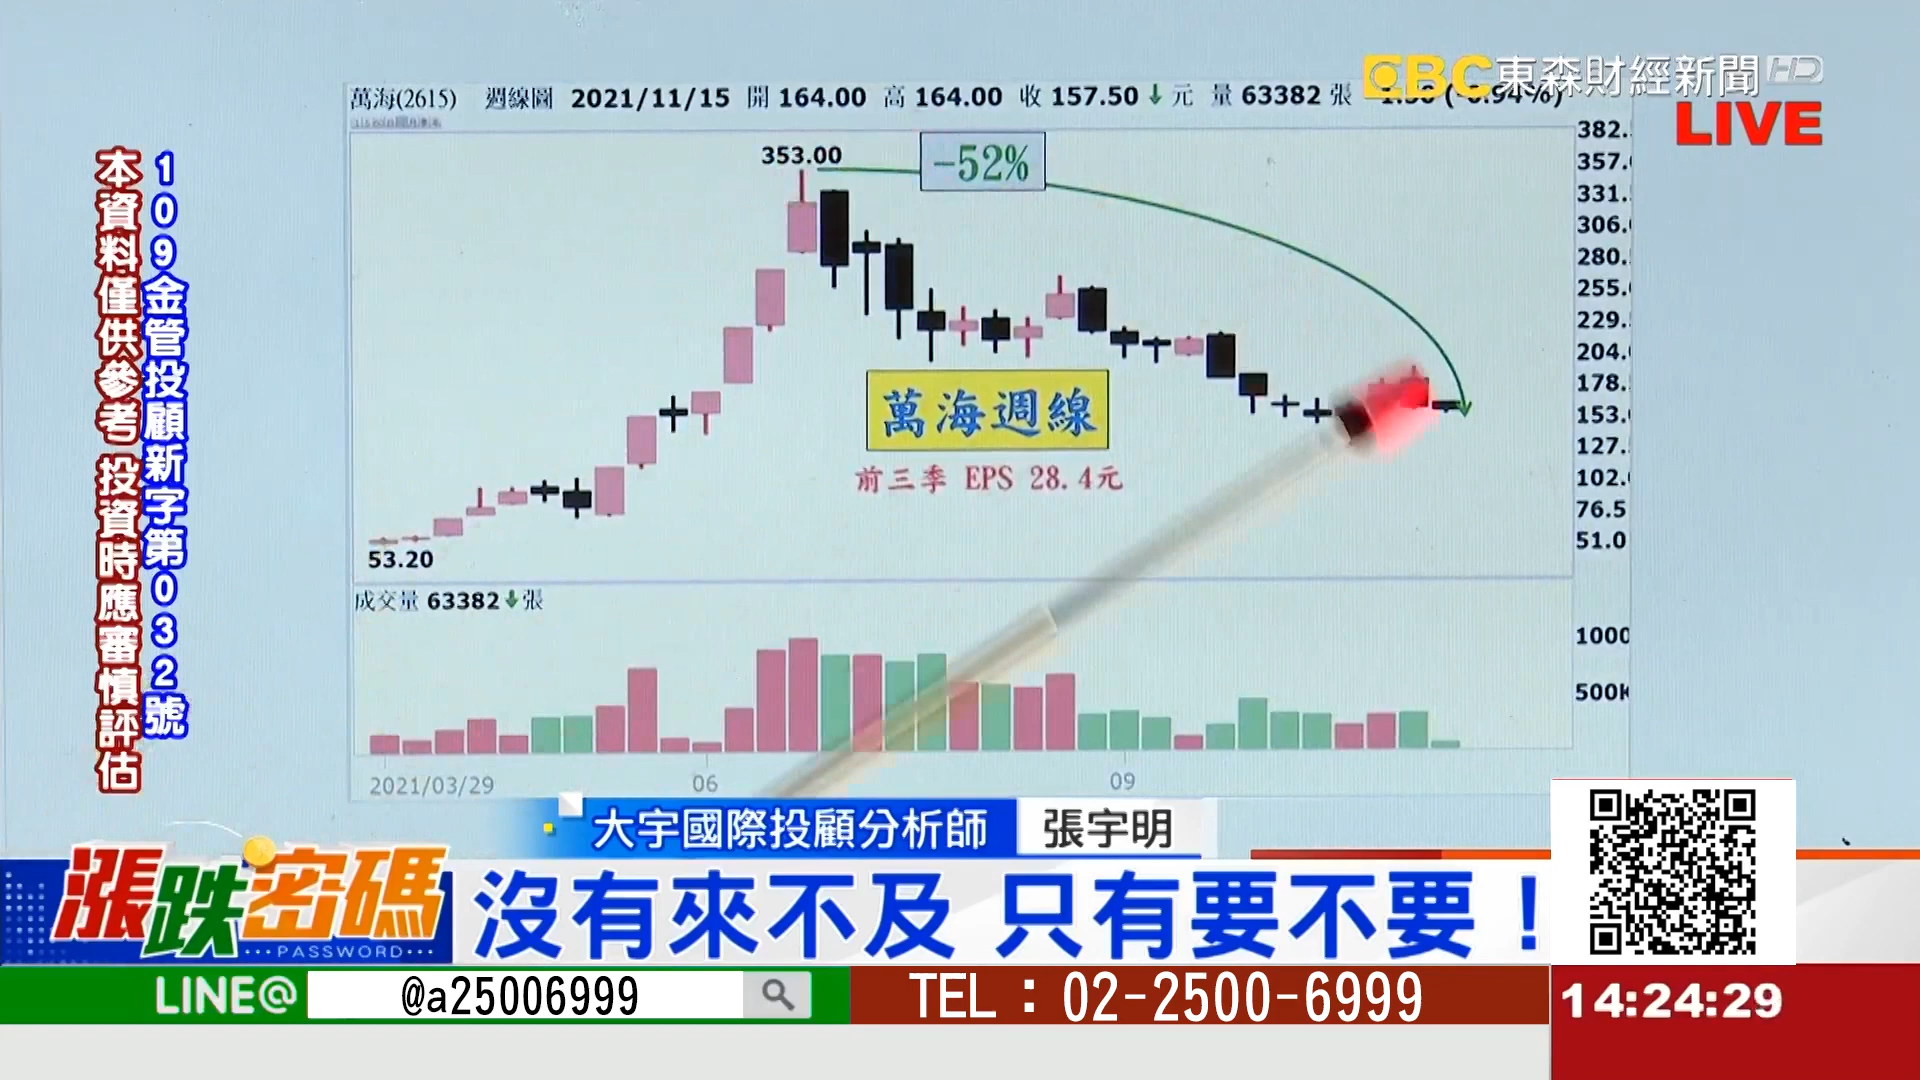 EBC東森財經新聞HD
LIVE
萬海(2615) 週線圖 2021/11/15 開 164.00 高 164.00 收 157.50 ↓ 元 量 63382 張
353.00
-52%
382.
357.
331.
306.
280.
255.
229.
204.
178.
153.
127.
102.
76.5
51.0
萬海週線
前三季 EPS 28.4元
53.20
成交量 63382↓張
1000
500K
2021/03/29 06 09
109金管投顧新字第032號
本資料僅供參考 投資時應審慎評估
大宇國際投顧分析師 張宇明
漲跌密碼
PASSWORD
沒有來不及 只有要不要！
LINE@ @a25006999
TEL：02-2500-6999
14:24:29